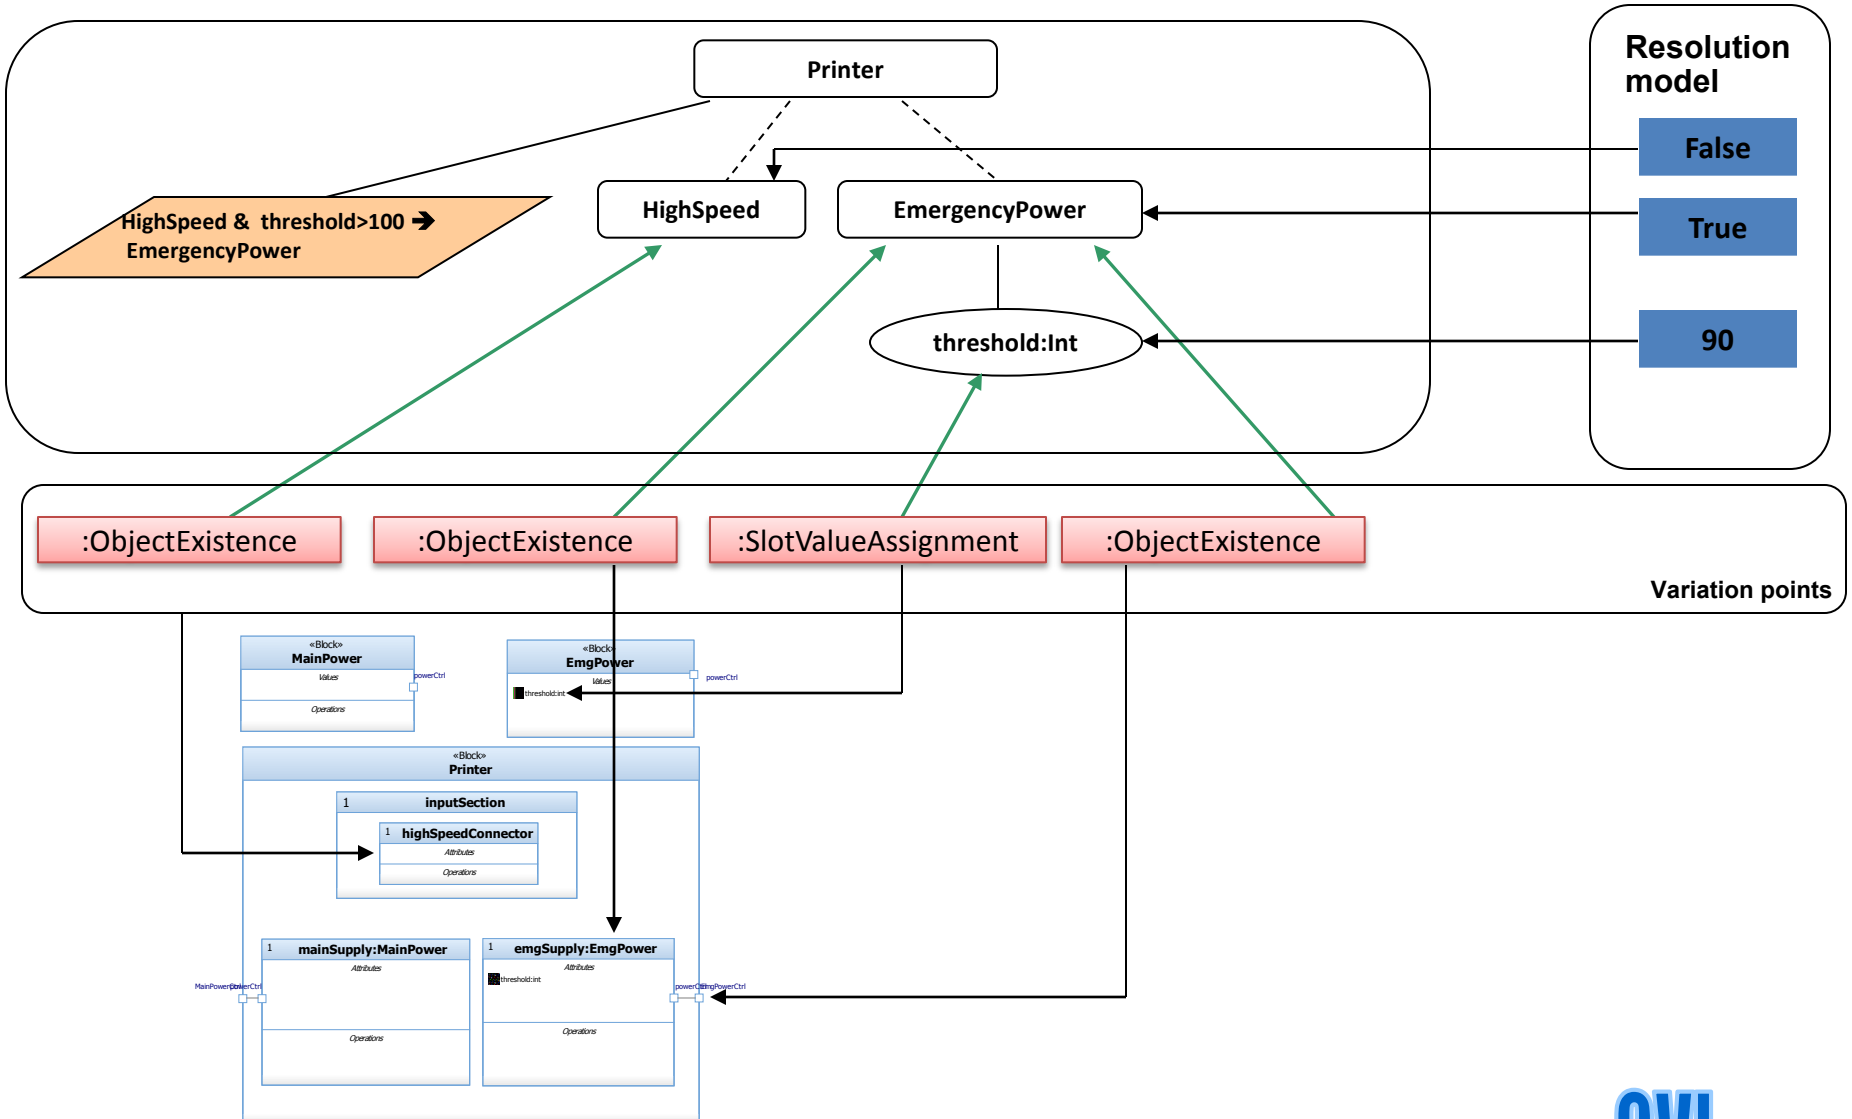 Printer
Resolution
model
False
HighSpeed
EmergencyPower
HighSpeed & threshold>100 ➔
EmergencyPower
True
threshold:Int
90
:ObjectExistence
:ObjectExistence
:SlotValueAssignment
:ObjectExistence
Variation points
«Block»
MainPower
Values
powerCtrl
Operations
«Block»
EmgPower
Values
powerCtrl
threshold:int
«Block»
Printer
1 inputSection
1 highSpeedConnector
Attributes
Operations
1 mainSupply:MainPower
Attributes
Operations
1 emgSupply:EmgPower
Attributes
threshold:int
Operations